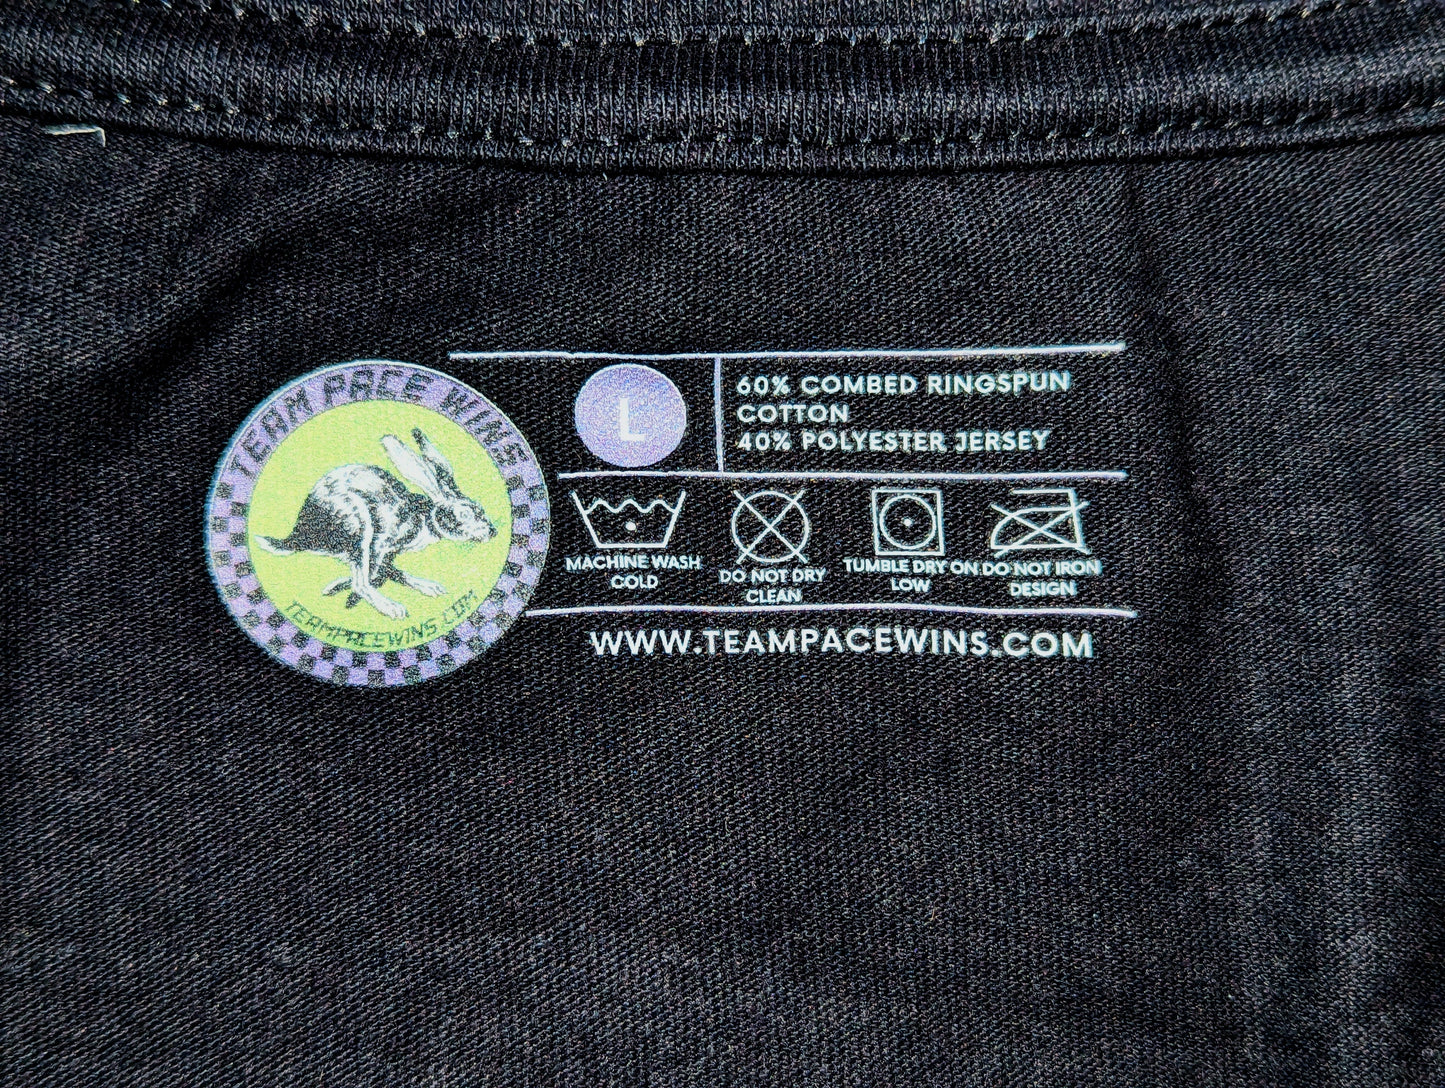 TEAM PACE WINS
TEAMPACEWINS.COM
L
60% COMBED RINGSPUN
COTTON
40% POLYESTER JERSEY
MACHINE WASH
COLD
DO NOT DRY
CLEAN
TUMBLE DRY ON
LOW
DO NOT IRON
DESIGN
WWW.TEAMPACEWINS.COM